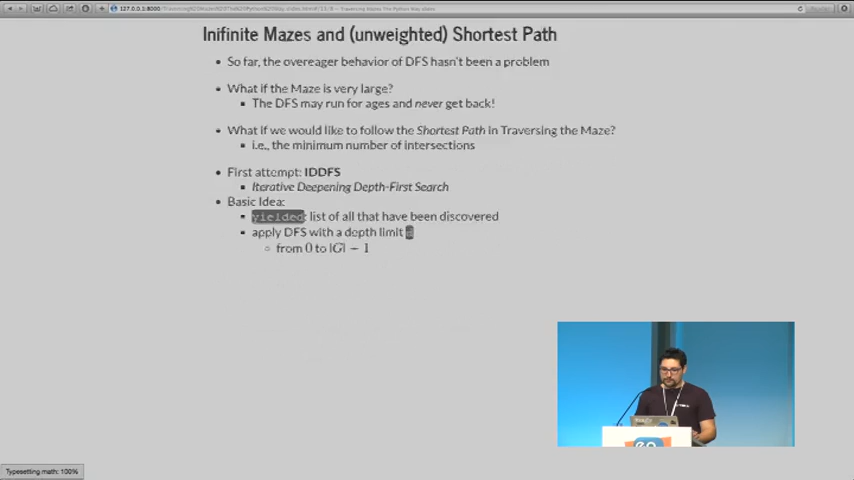 127.0.0.1:8000
Inifinite Mazes and (unweighted) Shortest Path
So far, the overeager behavior of DFS hasn't been a problem
What if the Maze is very large?
The DFS may run for ages and never get back!
What if we would like to follow the Shortest Path in Traversing the Maze?
i.e., the minimum number of intersections
First attempt: IDDFS
Iterative Deepening Depth-First Search
Basic Idea:
yielded: list of all that have been discovered
apply DFS with a depth limit d
from 0 to |G| − 1
Typesetting math: 100%